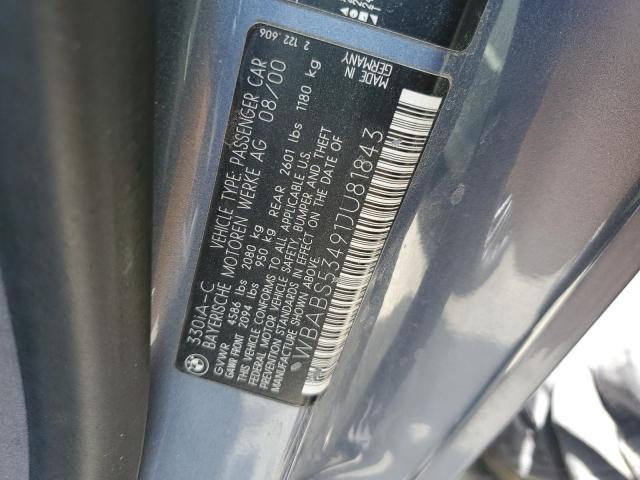 330IA-C VEHICLE TYPE: PASSENGER CAR
BAYERISCHE MOTOREN WERKE AG 08/00
GVWR 4586 lbs 2080 kg
GAWR FRONT 2094 lbs 950 kg REAR 2601 lbs 1180 kg
THIS VEHICLE CONFORMS TO ALL APPLICABLE U.S.
FEDERAL MOTOR VEHICLE SAFETY, BUMPER AND THEFT
PREVENTION STANDARDS IN EFFECT ON THE DATE OF
MANUFACTURE SHOWN ABOVE.
WBABS53491JU81843
MADE IN
GERMANY
2 122 606